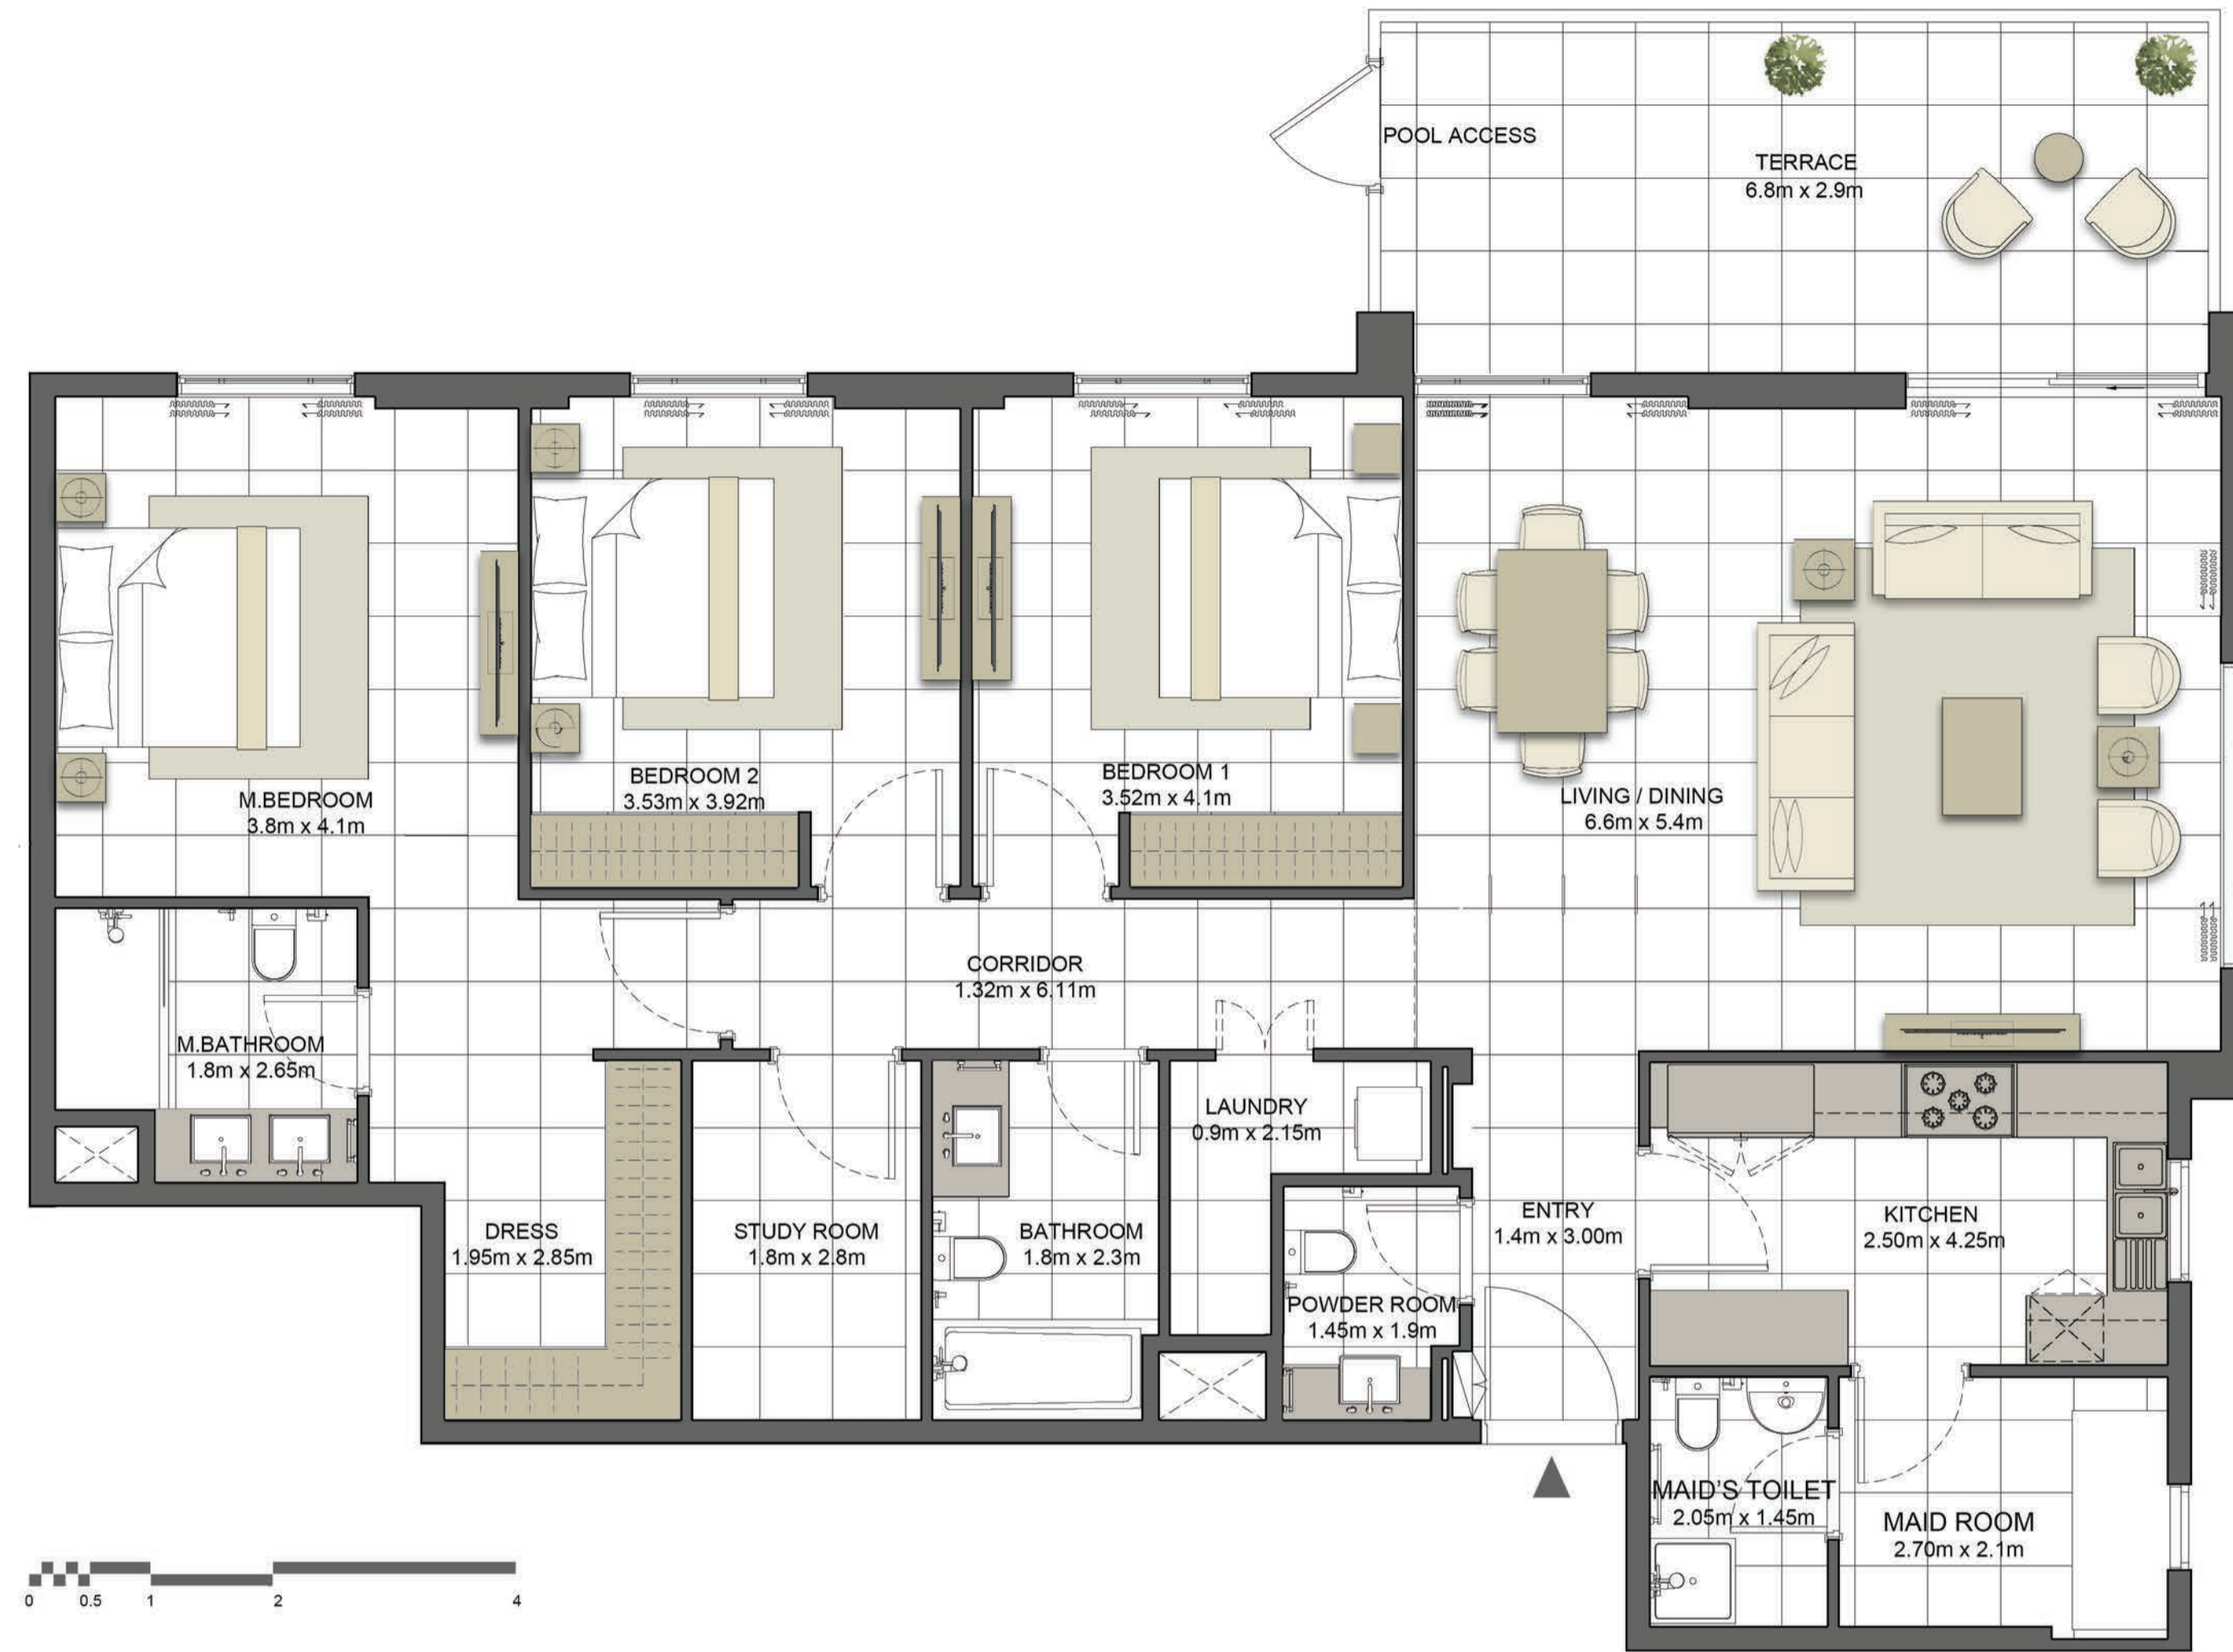 POOL ACCESS
TERRACE
6.8m x 2.9m
M.BEDROOM
3.8m x 4.1m
BEDROOM 2
3.53m x 3.92m
BEDROOM 1
3.52m x 4.1m
LIVING / DINING
6.6m x 5.4m
CORRIDOR
1.32m x 6.11m
M.BATHROOM
1.8m x 2.65m
LAUNDRY
0.9m x 2.15m
DRESS
1.95m x 2.85m
STUDY ROOM
1.8m x 2.8m
BATHROOM
1.8m x 2.3m
POWDER ROOM
1.45m x 1.9m
ENTRY
1.4m x 3.00m
KITCHEN
2.50m x 4.25m
MAID'S TOILET
2.05m x 1.45m
MAID ROOM
2.70m x 2.1m
0 0.5 1 2 4